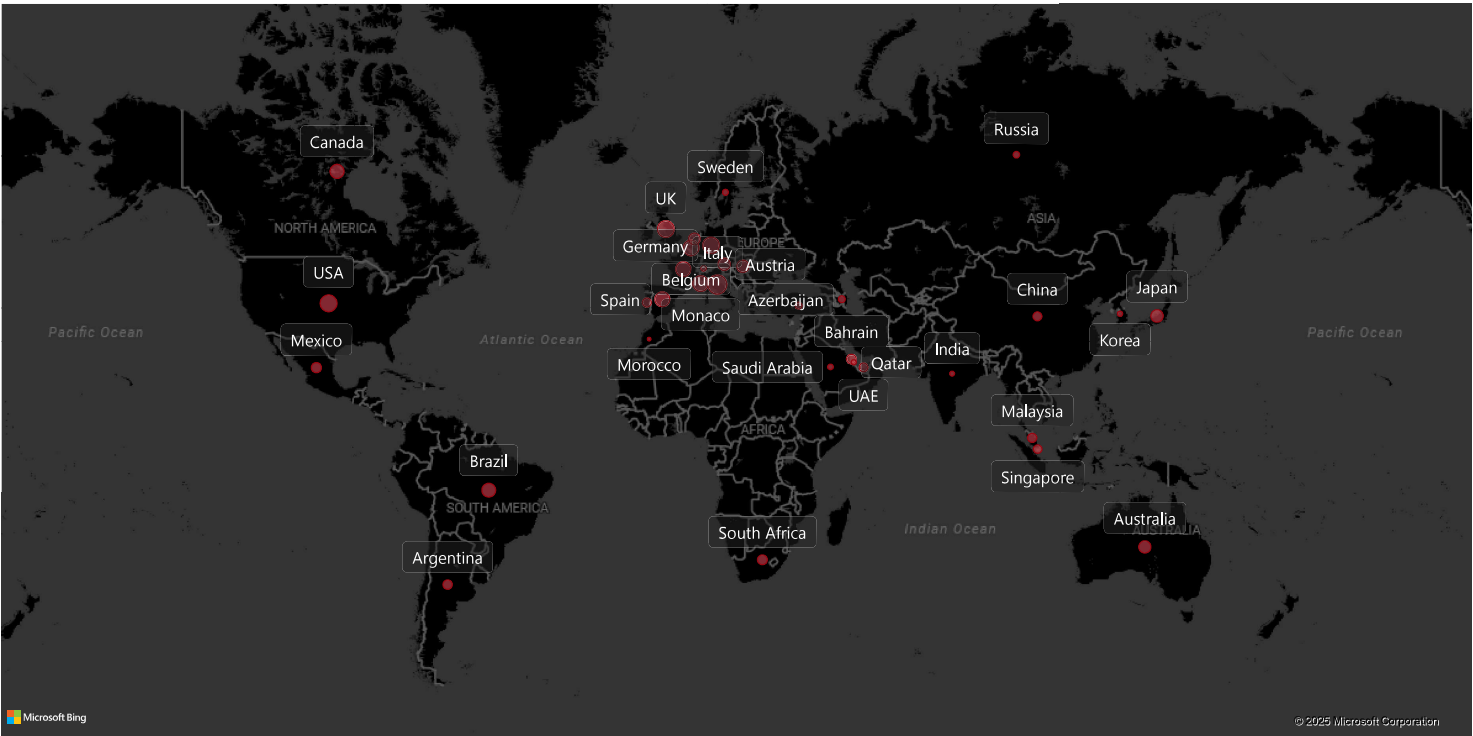 Russia
Canada
Sweden
UK
ASIA
NORTH AMERICA
Germany
EUROPE
Italy
Austria
USA
Belgium
China
Japan
Spain
Azerbaijan
Monaco
Pacific Ocean
Atlantic Ocean
Pacific Ocean
Mexico
Bahrain
Korea
India
Morocco
Saudi Arabia
Qatar
UAE
Malaysia
AFRICA
Brazil
Singapore
SOUTH AMERICA
Australia
AUSTRALIA
Indian Ocean
South Africa
Argentina
Microsoft Bing
© 2025 Microsoft Corporation